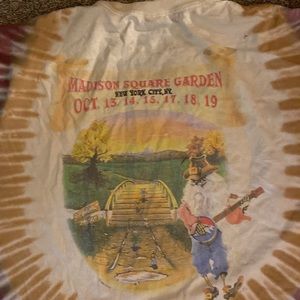 MADISON SQUARE GARDEN
NEW YORK CITY, NY.
OCT. 13, 14, 15, 17, 18, 19